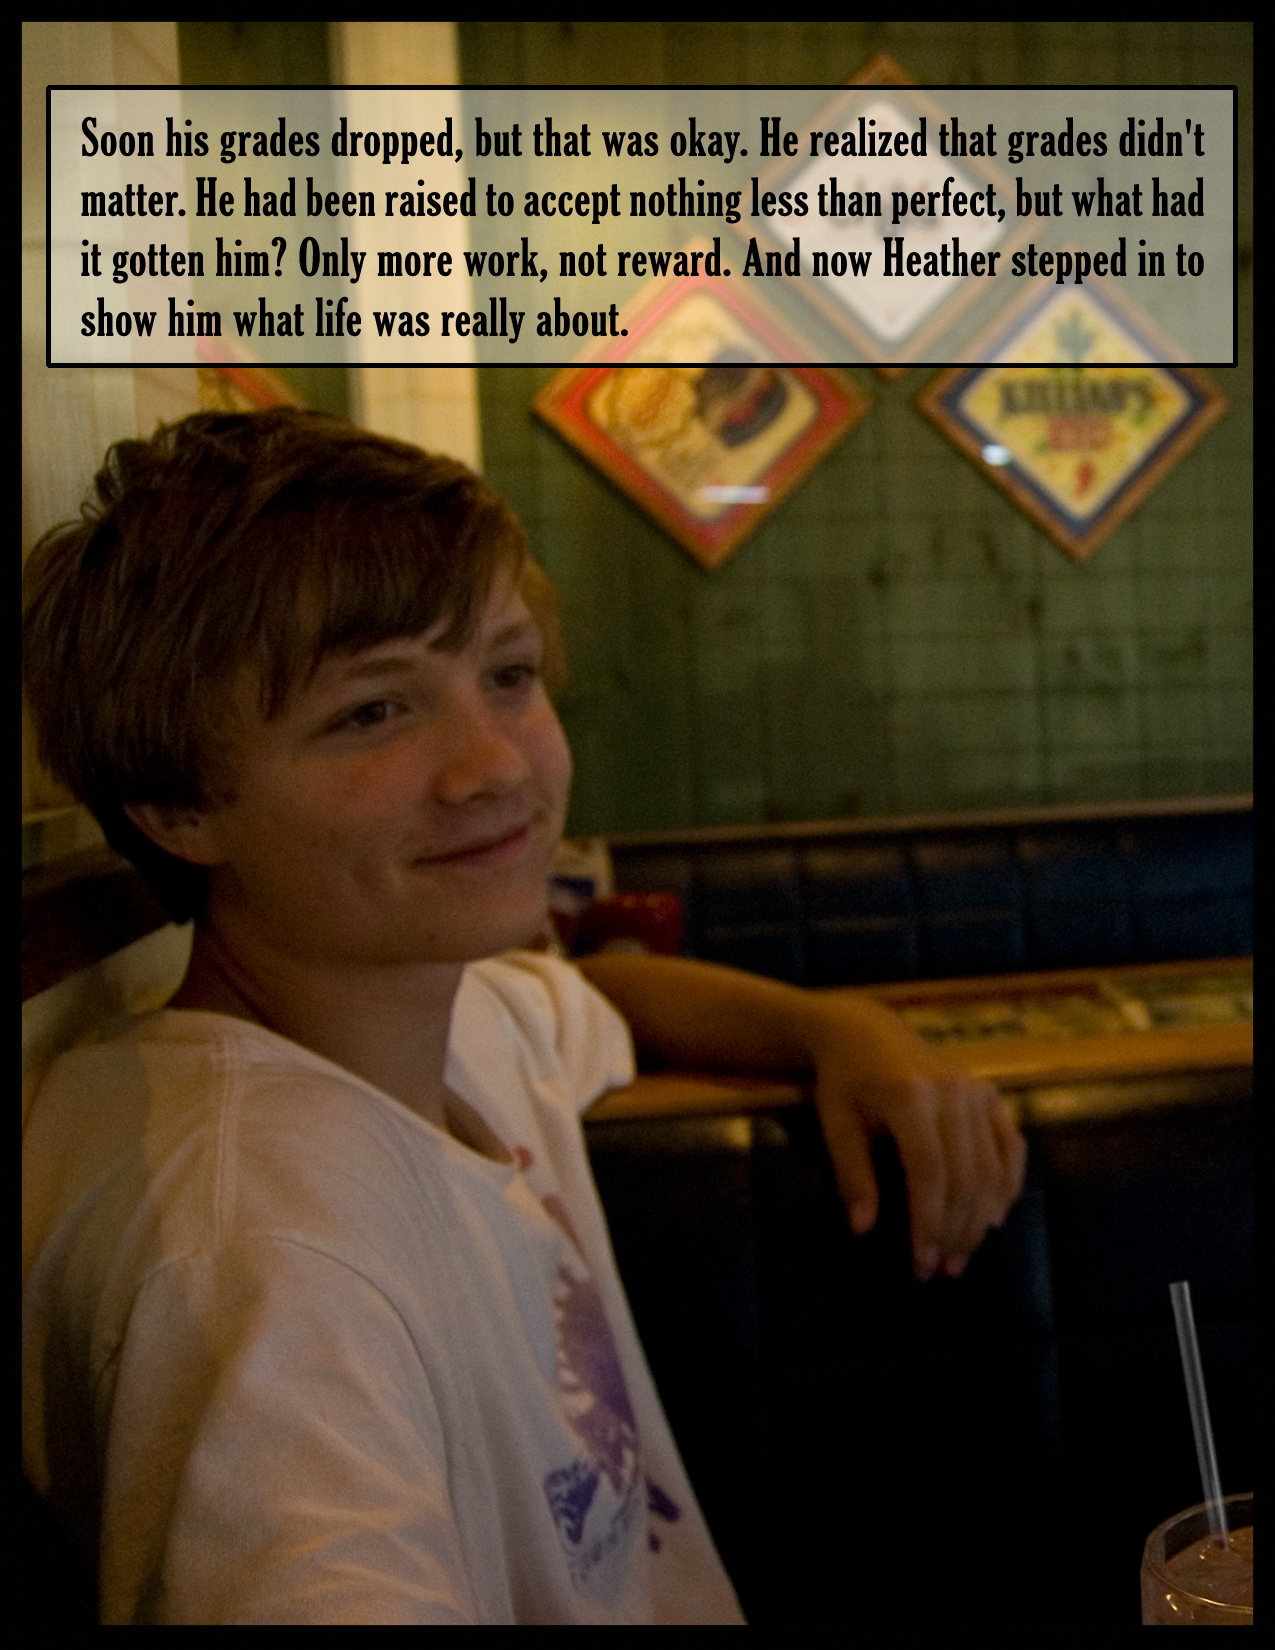 Soon his grades dropped, but that was okay. He realized that grades didn't
matter. He had been raised to accept nothing less than perfect, but what had
it gotten him? Only more work, not reward. And now Heather stepped in to
show him what life was really about.